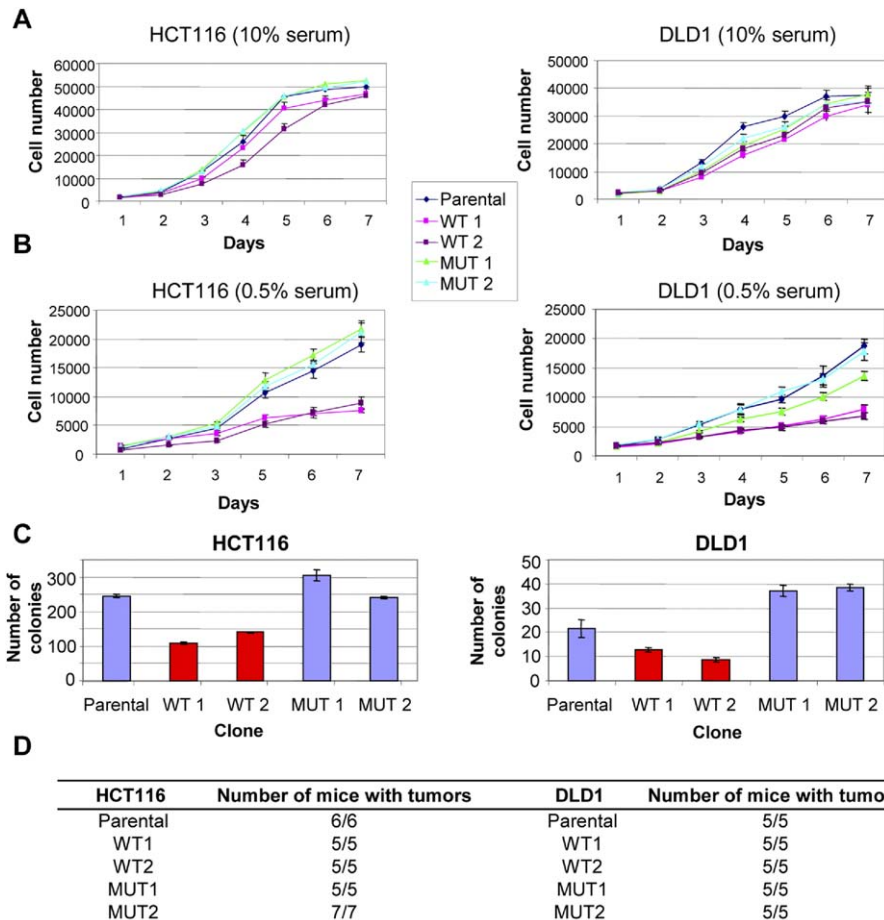 A
HCT116 (10% serum)
Cell number
60000
50000
40000
30000
20000
10000
0
1 2 3 4 5 6 7
Days
DLD1 (10% serum)
Cell number
50000
40000
30000
20000
10000
0
1 2 3 4 5 6 7
Days
Parental
WT 1
WT 2
MUT 1
MUT 2
B
HCT116 (0.5% serum)
Cell number
25000
20000
15000
10000
5000
0
1 2 3 4 5 6 7
Days
DLD1 (0.5% serum)
Cell number
25000
20000
15000
10000
5000
0
1 2 3 4 5 6 7
Days
C
HCT116
Number of
colonies
300
200
100
0
Parental WT 1 WT 2 MUT 1 MUT 2
Clone
DLD1
Number of
colonies
50
40
30
20
10
0
Parental WT 1 WT 2 MUT 1 MUT 2
Clone
D
HCT116 Number of mice with tumors DLD1 Number of mice with tumo
Parental 6/6 Parental 5/5
WT1 5/5 WT1 5/5
WT2 5/5 WT2 5/5
MUT1 5/5 MUT1 5/5
MUT2 7/7 MUT2 5/5